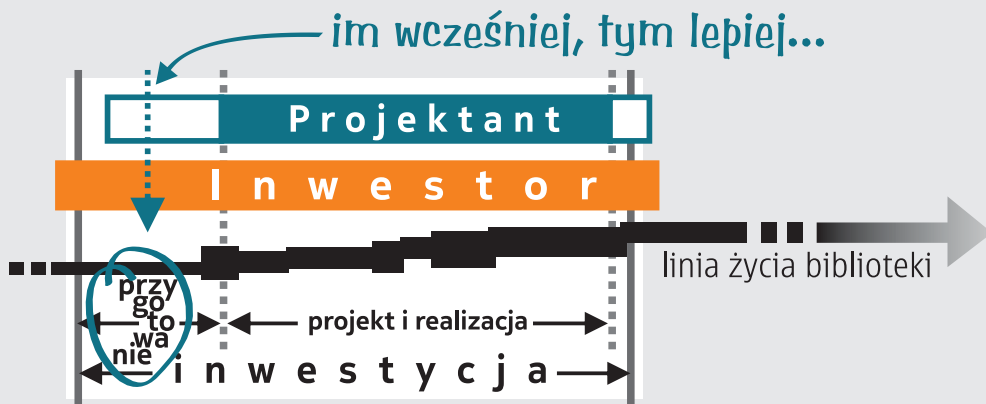 im wcześniej, tym lepiej...
Projektant
Inwestor
linia życia biblioteki
przy
go
to
wa
nie
projekt i realizacja
inwestycja